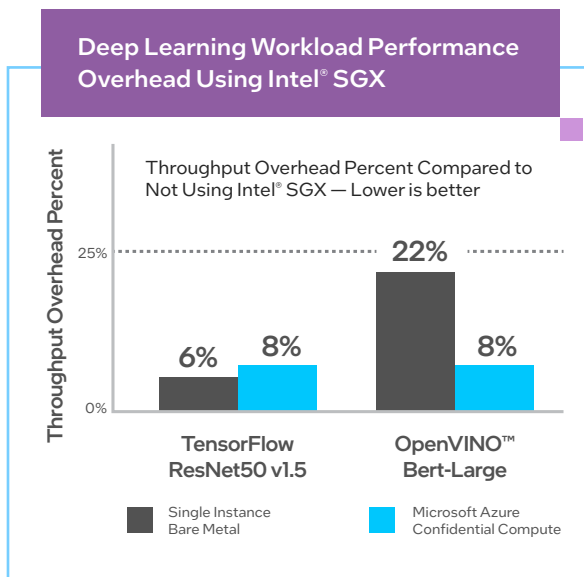 Deep Learning Workload Performance
Overhead Using Intel® SGX
Throughput Overhead Percent Compared to
Not Using Intel® SGX — Lower is better
Throughput Overhead Percent
25%
0%
6%
8%
22%
8%
TensorFlow
ResNet50 v1.5
OpenVINO™
Bert-Large
Single Instance
Bare Metal
Microsoft Azure
Confidential Compute